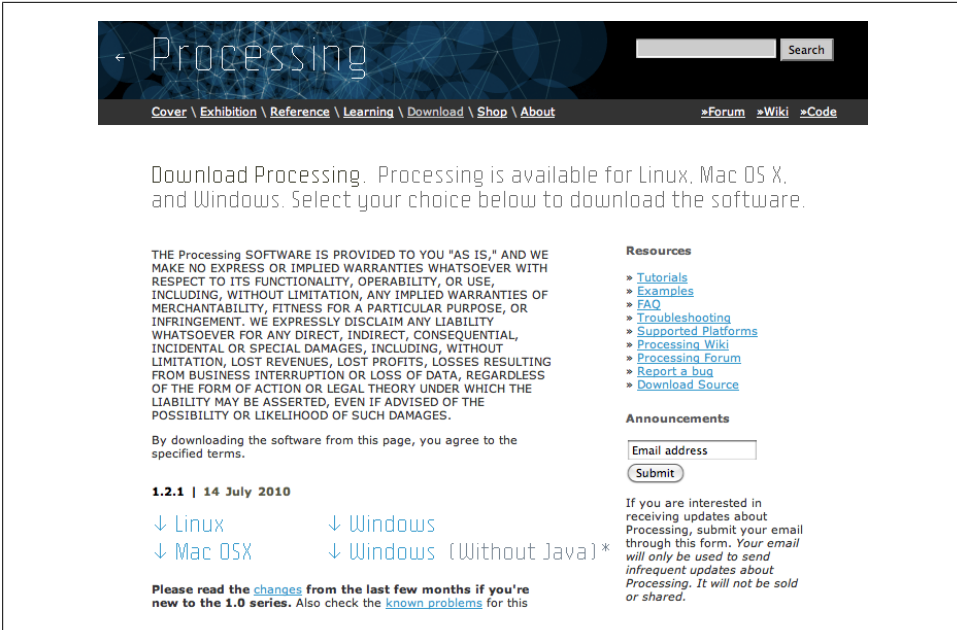 ← Processing
Search
Cover \ Exhibition \ Reference \ Learning \ Download \ Shop \ About
»Forum »Wiki »Code
Download Processing. Processing is available for Linux, Mac OS X,
and Windows. Select your choice below to download the software.
THE Processing SOFTWARE IS PROVIDED TO YOU "AS IS," AND WE
MAKE NO EXPRESS OR IMPLIED WARRANTIES WHATSOEVER WITH
RESPECT TO ITS FUNCTIONALITY, OPERABILITY, OR USE,
INCLUDING, WITHOUT LIMITATION, ANY IMPLIED WARRANTIES OF
MERCHANTABILITY, FITNESS FOR A PARTICULAR PURPOSE, OR
INFRINGEMENT. WE EXPRESSLY DISCLAIM ANY LIABILITY
WHATSOEVER FOR ANY DIRECT, INDIRECT, CONSEQUENTIAL,
INCIDENTAL OR SPECIAL DAMAGES, INCLUDING, WITHOUT
LIMITATION, LOST REVENUES, LOST PROFITS, LOSSES RESULTING
FROM BUSINESS INTERRUPTION OR LOSS OF DATA, REGARDLESS
OF THE FORM OF ACTION OR LEGAL THEORY UNDER WHICH THE
LIABILITY MAY BE ASSERTED, EVEN IF ADVISED OF THE
POSSIBILITY OR LIKELIHOOD OF SUCH DAMAGES.
By downloading the software from this page, you agree to the
specified terms.
1.2.1 | 14 July 2010
↓ Linux
↓ Windows
↓ Mac OSX
↓ Windows (Without Java)*
Please read the changes from the last few months if you're
new to the 1.0 series. Also check the known problems for this
Resources
» Tutorials
» Examples
» FAQ
» Troubleshooting
» Supported Platforms
» Processing Wiki
» Processing Forum
» Report a bug
» Download Source
Announcements
Email address
Submit
If you are interested in
receiving updates about
Processing, submit your email
through this form. Your email
will only be used to send
infrequent updates about
Processing. It will not be sold
or shared.